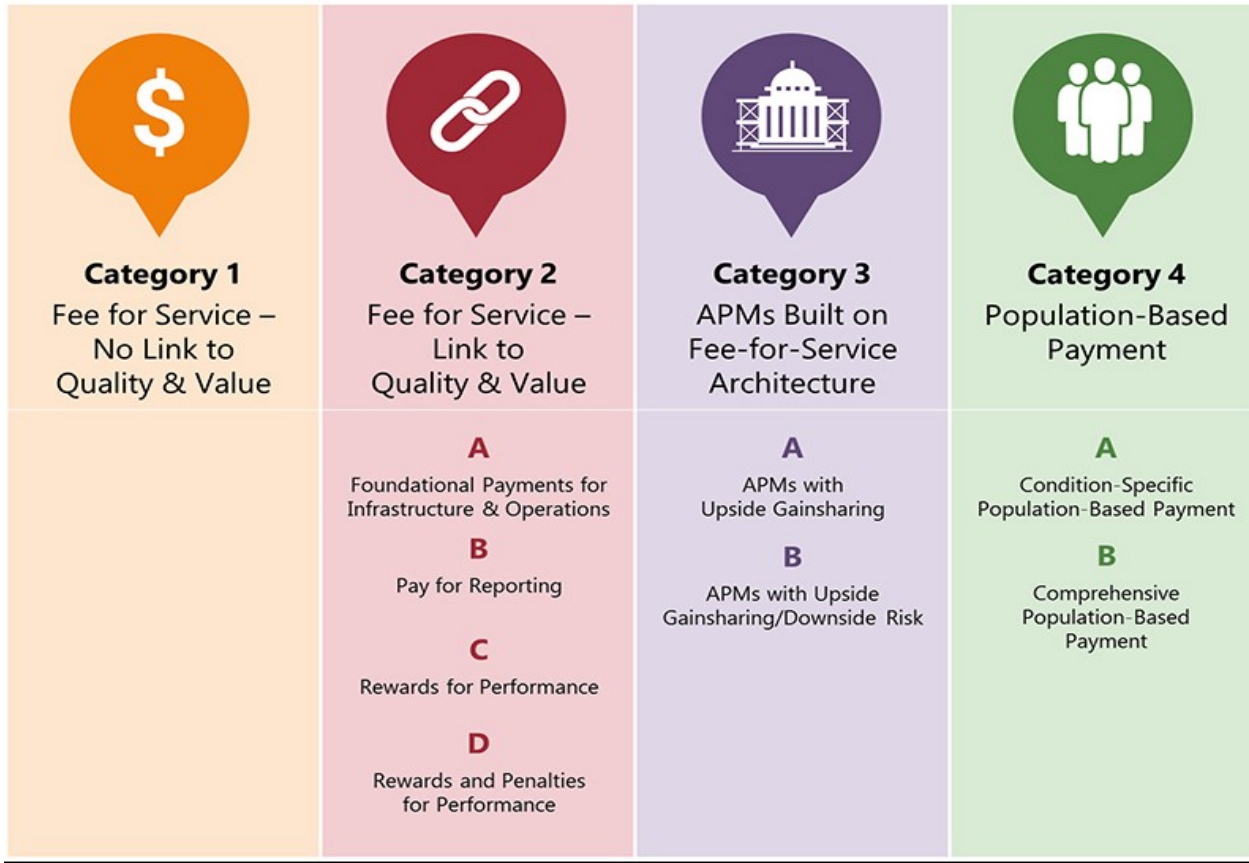 $
Category 1
Fee for Service –
No Link to
Quality & Value
Category 2
Fee for Service –
Link to
Quality & Value
A
Foundational Payments for
Infrastructure & Operations
B
Pay for Reporting
C
Rewards for Performance
D
Rewards and Penalties
for Performance
Category 3
APMs Built on
Fee-for-Service
Architecture
A
APMs with
Upside Gainsharing
B
APMs with Upside
Gainsharing/Downside Risk
Category 4
Population-Based
Payment
A
Condition-Specific
Population-Based Payment
B
Comprehensive
Population-Based
Payment